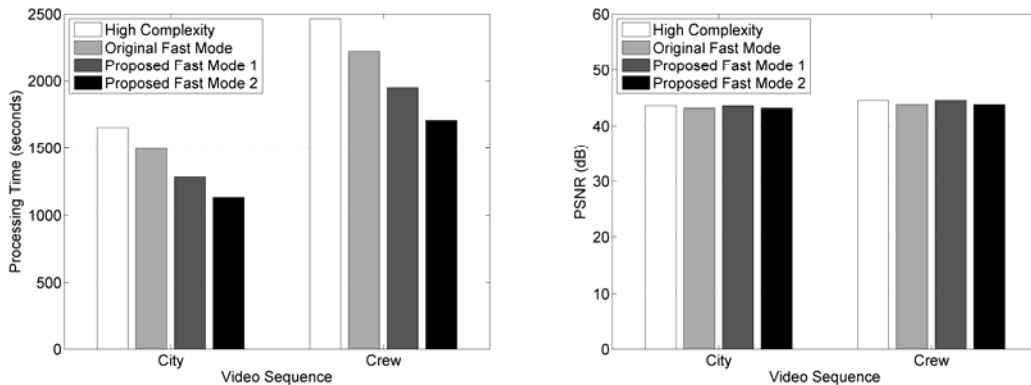 2500
2000
1500
1000
500
0
Processing Time (seconds)
High Complexity
Original Fast Mode
Proposed Fast Mode 1
Proposed Fast Mode 2
City
Crew
Video Sequence
60
50
40
30
20
10
0
PSNR (dB)
High Complexity
Original Fast Mode
Proposed Fast Mode 1
Proposed Fast Mode 2
City
Crew
Video Sequence